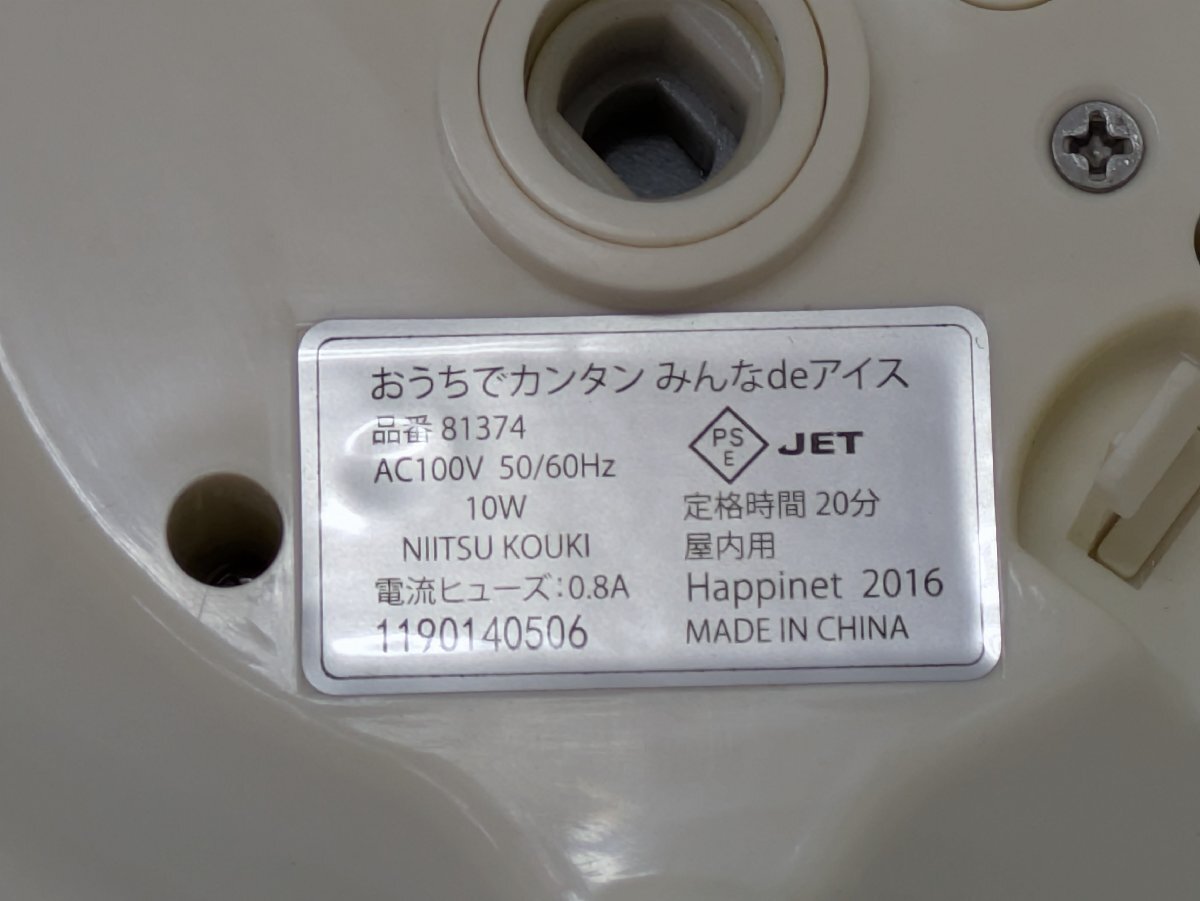 おうちでカンタン みんなdeアイス
品番 81374
AC100V 50/60Hz
10W
NIITSU KOUKI
電流ヒューズ:0.8A
1190140506
PS
E
JET
定格時間 20分
屋内用
Happinet 2016
MADE IN CHINA